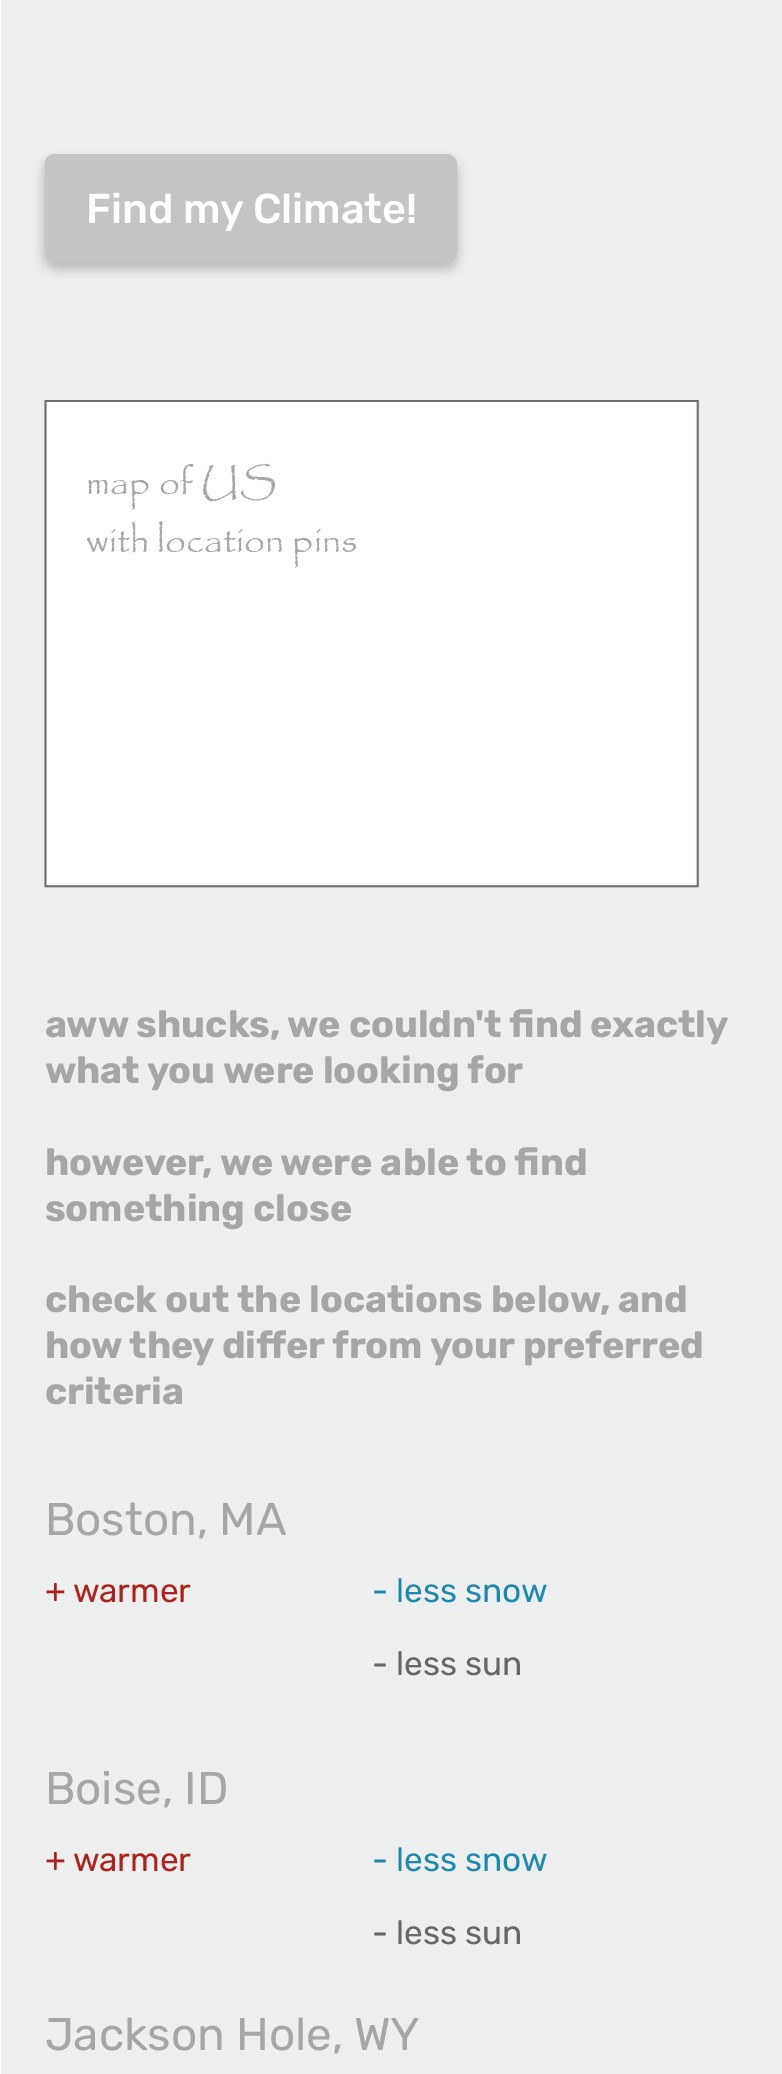 Find my Climate!
map of US
with location pins
aww shucks, we couldn't find exactly
what you were looking for
however, we were able to find
something close
check out the locations below, and
how they differ from your preferred
criteria
Boston, MA
+ warmer - less snow
- less sun
Boise, ID
+ warmer - less snow
- less sun
Jackson Hole, WY